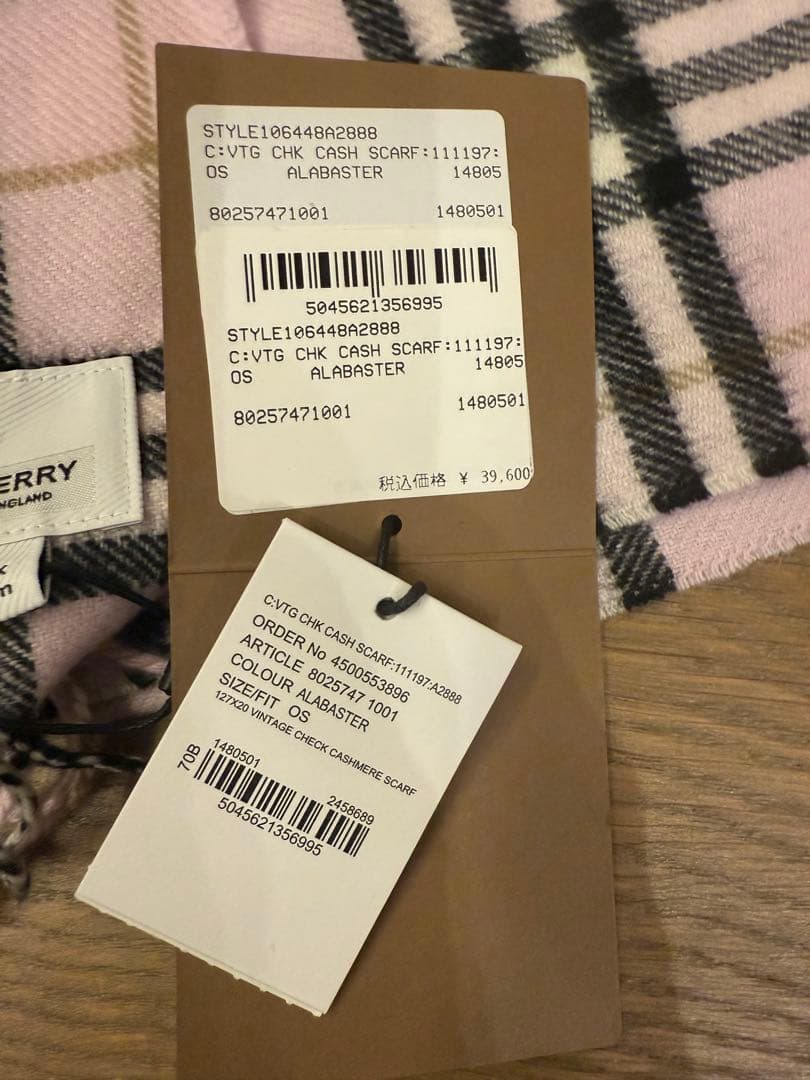 STYLE106448A2888
C:VTG CHK CASH SCARF:111197:
OS ALABASTER 14805
80257471001 1480501
5045621356995
STYLE106448A2888
C:VTG CHK CASH SCARF:111197:
OS ALABASTER 14805
80257471001 1480501
税込価格 ¥ 39,600
ERRY
NGLAND
C:VTG CHK CASH SCARF:111197:A2888
ORDER No 4500553896
ARTICLE 8025747 1001
COLOUR ALABASTER
SIZE/FIT OS
127X20 VINTAGE CHECK CASHMERE SCARF
70B 1480501 2458689
5045621356995